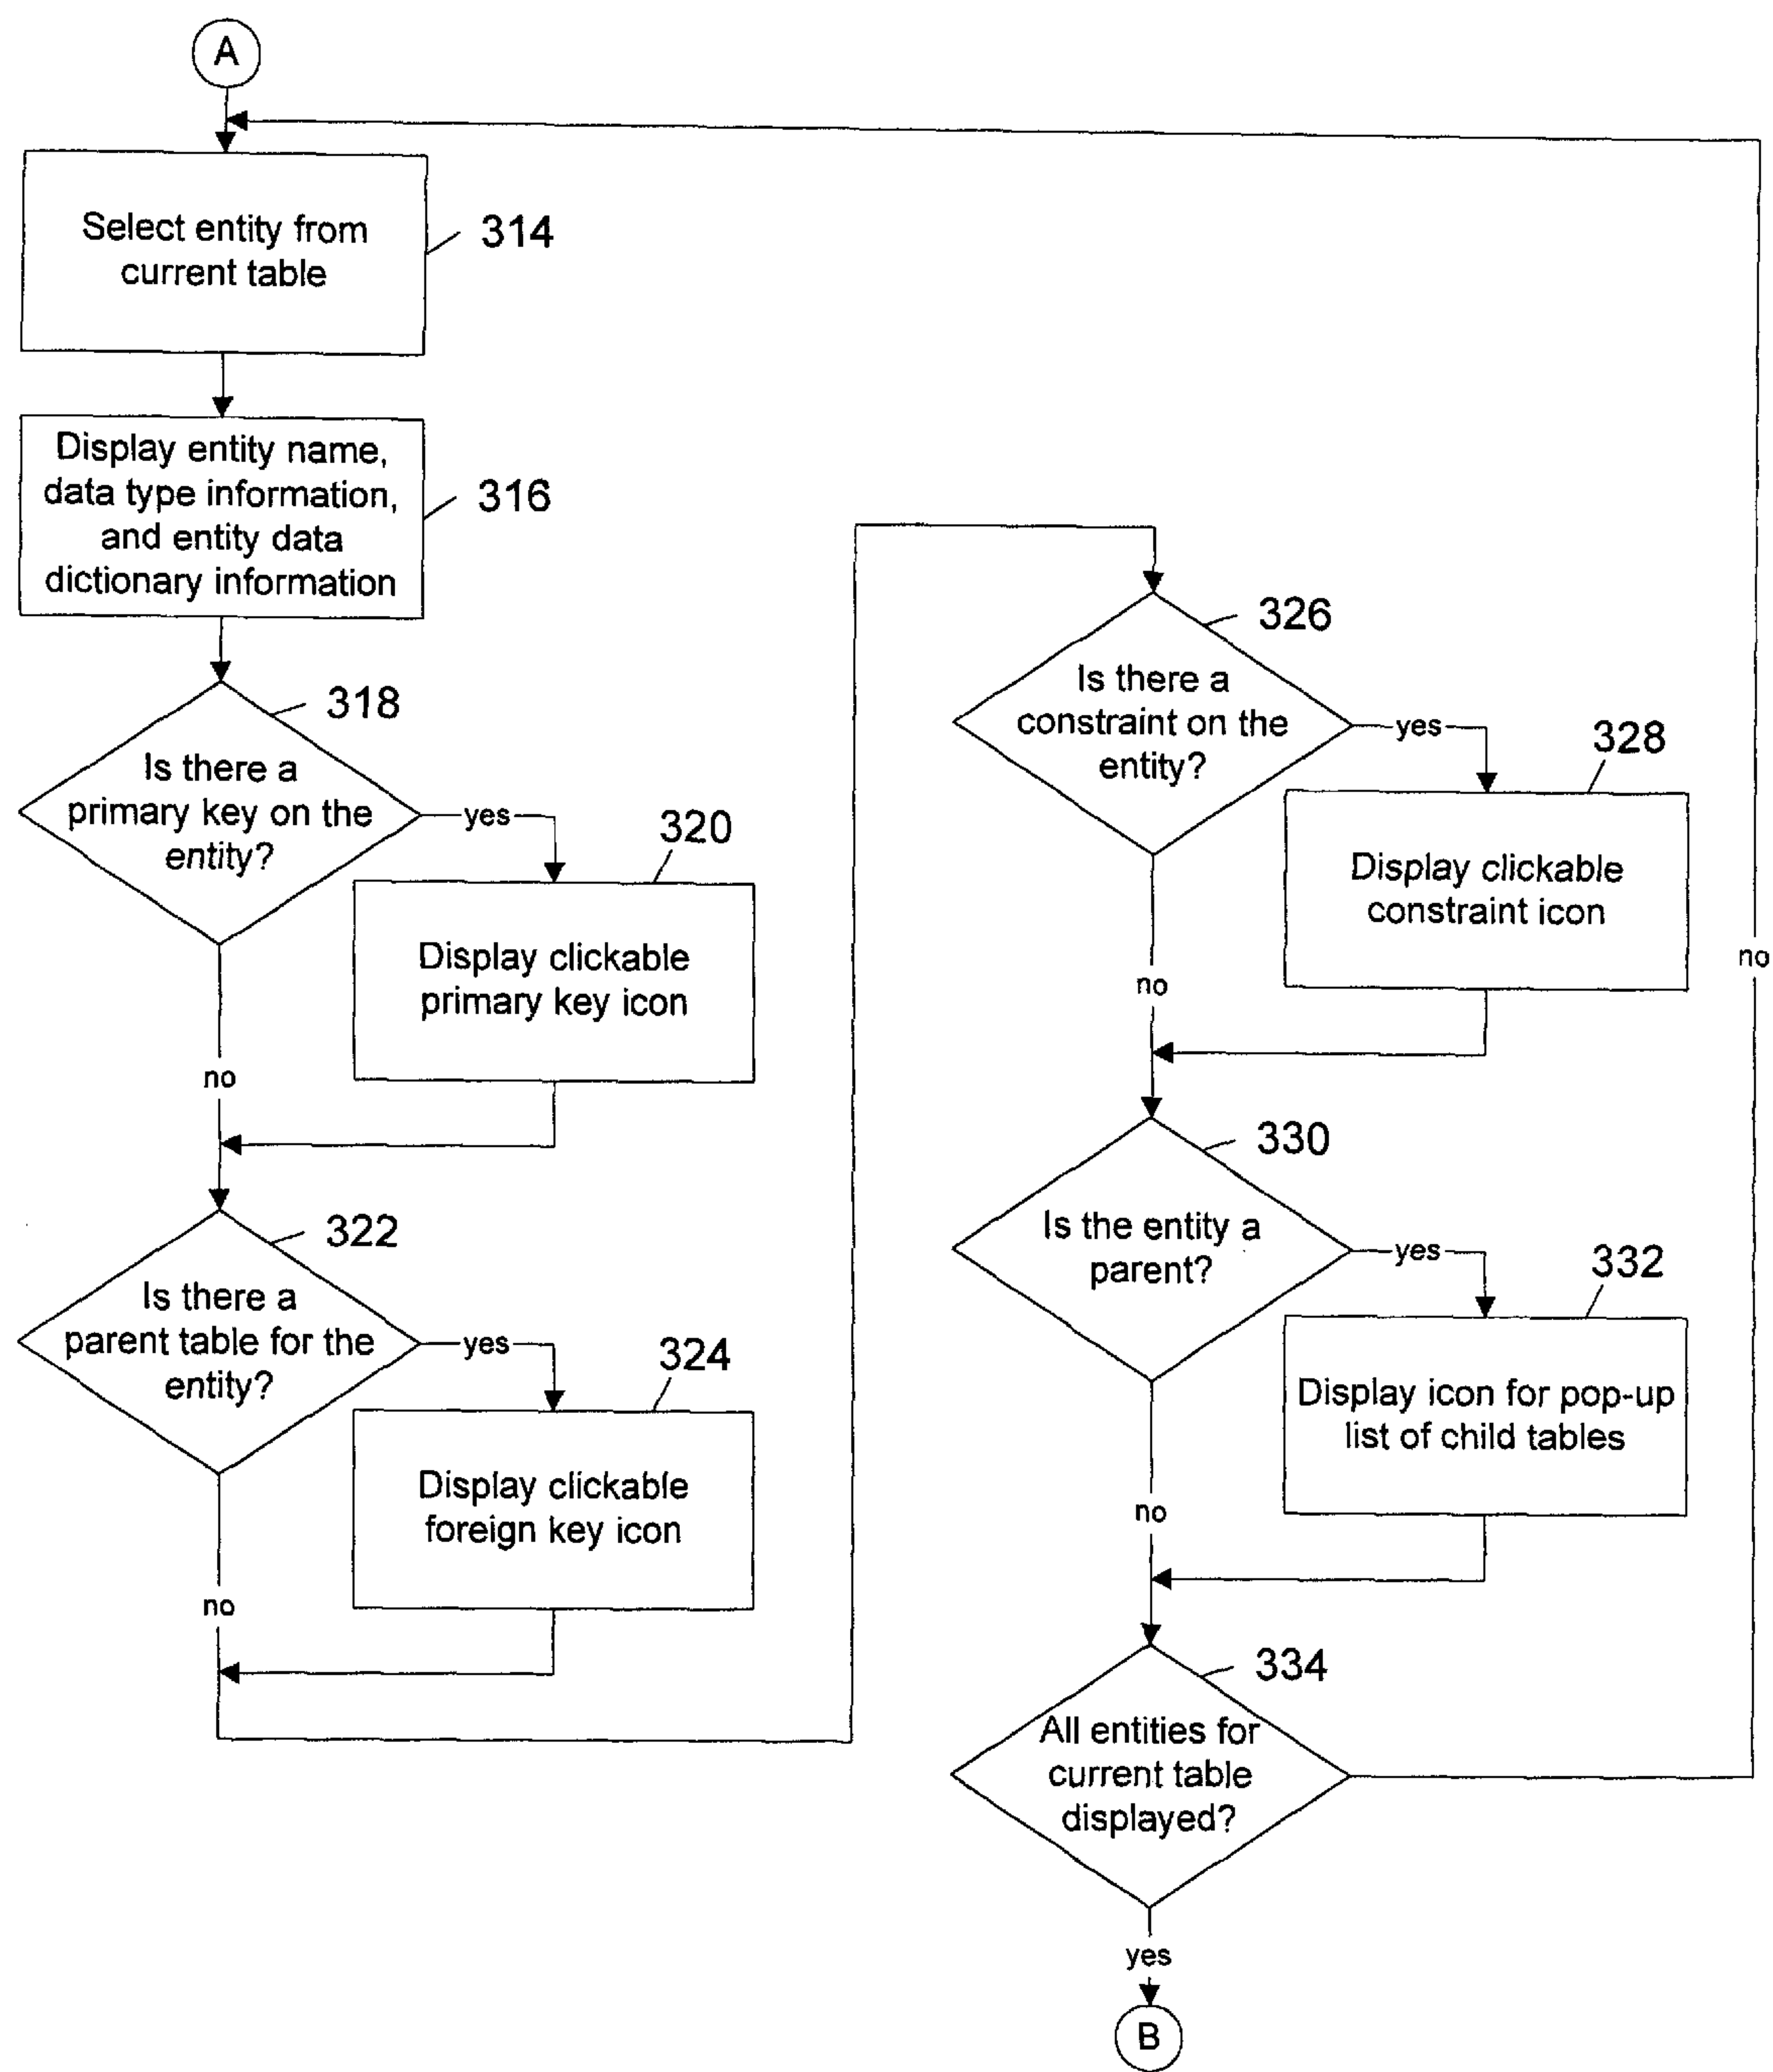 A
Select entity from
current table
314
Display entity name,
data type information,
and entity data
dictionary information
316
318
Is there a
primary key on the
entity?
yes
320
Display clickable
primary key icon
no
322
Is there a
parent table for the
entity?
yes
324
Display clickable
foreign key icon
no
326
Is there a
constraint on the
entity?
yes
328
Display clickable
constraint icon
no
330
Is the entity a
parent?
yes
332
Display icon for pop-up
list of child tables
no
334
All entities for
current table
displayed?
no
yes
B